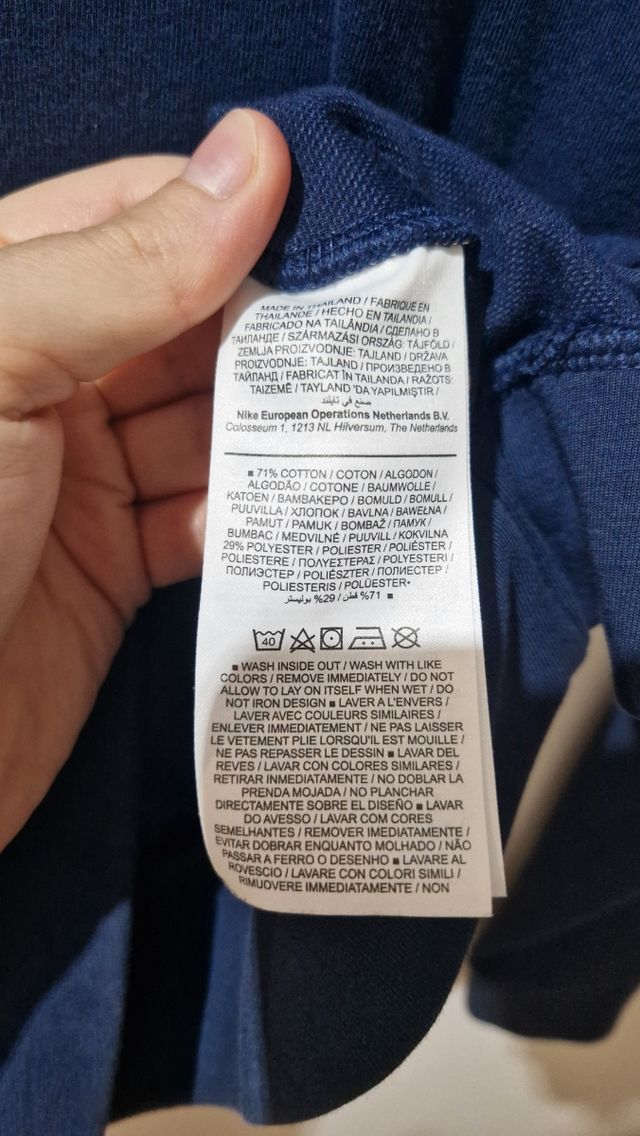 MADE IN THAILAND / FABRIQUE EN
THAILANDE / HECHO EN TAILANDIA /
FABRICADO NA TAILÂNDIA / СДЕЛАНО В
ТАИЛАНДЕ / SZÁRMAZÁSI ORSZÁG: TÁJFÖLD /
ZEMLJA PROIZVODNJE: TAJLAND / DRŽAVA
PROIZVODNJE: TAJLAND / ПРОИЗВЕДЕНО В
ТАЙЛАНД / FABRICAT ÎN TAILANDA / RAŽOTS:
TAIZEMĒ / TAYLAND 'DA YAPILMIŞTIR /
صنع في تايلند
Nike European Operations Netherlands B.V.
Colosseum 1, 1213 NL Hilversum, The Netherlands
■ 71% COTTON / COTON / ALGODON /
ALGODÃO / COTONE / BAUMWOLLE /
KATOEN / ΒΑΜΒΑΚΕΡΟ / BOMULD / BOMULL /
PUUVILLA / ХЛОПОК / BAVLNA / BAWEŁNA /
PAMUT / PAMUK / BOMBAŽ / ПАМУК /
BUMBAC / MEDVILNĖ / PUUVILL / KOKVILNA
29% POLYESTER / POLIESTER / POLIÉSTER /
POLIESTERE / ΠΟΛΥΕΣΤΕΡΑΣ / POLYESTERI /
ПОЛИЭСТЕР / POLIÉSZTER / ПОЛИЕСТЕР /
POLIESTERIS / POLÜESTER•
■ 71% قطن / 29% بوليستر
40
■ WASH INSIDE OUT / WASH WITH LIKE
COLORS / REMOVE IMMEDIATELY / DO NOT
ALLOW TO LAY ON ITSELF WHEN WET / DO
NOT IRON DESIGN ■ LAVER A L'ENVERS /
LAVER AVEC COULEURS SIMILAIRES /
ENLEVER IMMEDIATEMENT / NE PAS LAISSER
LE VETEMENT PLIE LORSQU'IL EST MOUILLE /
NE PAS REPASSER LE DESSIN ■ LAVAR DEL
REVES / LAVAR CON COLORES SIMILARES /
RETIRAR INMEDIATAMENTE / NO DOBLAR LA
PRENDA MOJADA / NO PLANCHAR
DIRECTAMENTE SOBRE EL DISEÑO ■ LAVAR
DO AVESSO / LAVAR COM CORES
SEMELHANTES / REMOVER IMEDIATAMENTE /
EVITAR DOBRAR ENQUANTO MOLHADO / NÃO
PASSAR A FERRO O DESENHO ■ LAVARE AL
ROVESCIO / LAVARE CON COLORI SIMILI /
RIMUOVERE IMMEDIATAMENTE / NON